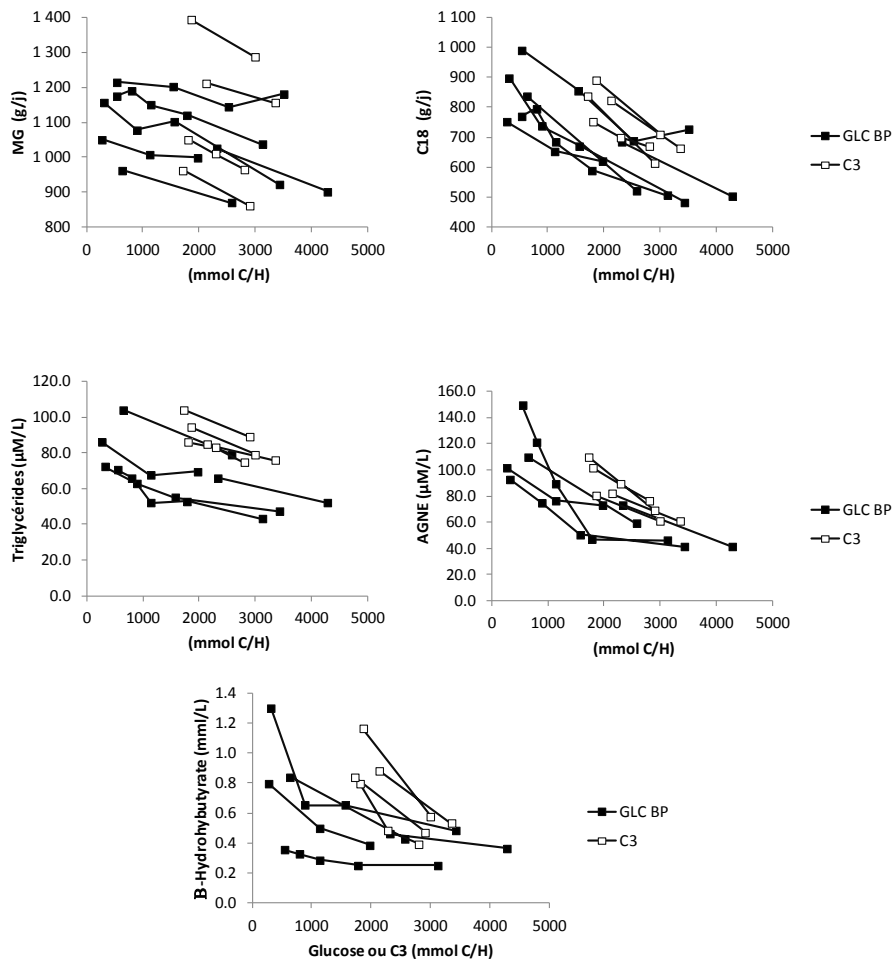 1 400
1 300
1 200
1 100
1 000
900
800
MG (g/j)
0 1000 2000 3000 4000 5000
(mmol C/H)
1 000
900
800
700
600
500
400
C18 (g/j)
0 1000 2000 3000 4000 5000
(mmol C/H)
GLC BP
C3
120.0
100.0
80.0
60.0
40.0
20.0
0.0
Triglycérides (µM/L)
0 1000 2000 3000 4000 5000
(mmol C/H)
160.0
140.0
120.0
100.0
80.0
60.0
40.0
20.0
0.0
AGNE (µM/L)
0 1000 2000 3000 4000 5000
(mmol C/H)
GLC BP
C3
1.4
1.2
1.0
0.8
0.6
0.4
0.2
0.0
B-Hydrohybutyrate (mml/L)
0 1000 2000 3000 4000 5000
Glucose ou C3 (mmol C/H)
GLC BP
C3